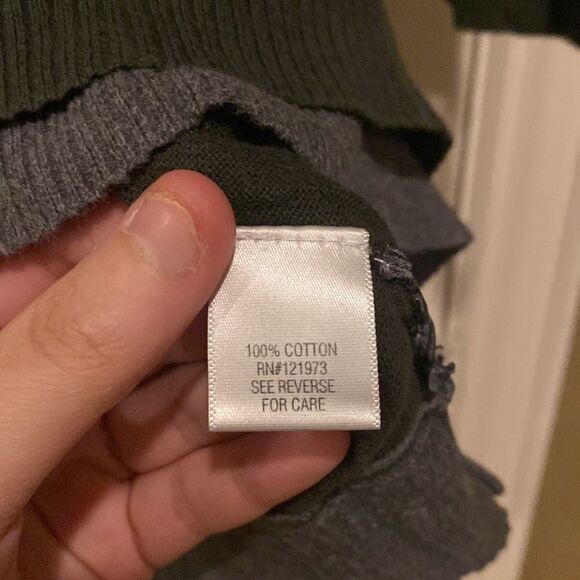 100% COTTON
RN#121973
SEE REVERSE
FOR CARE